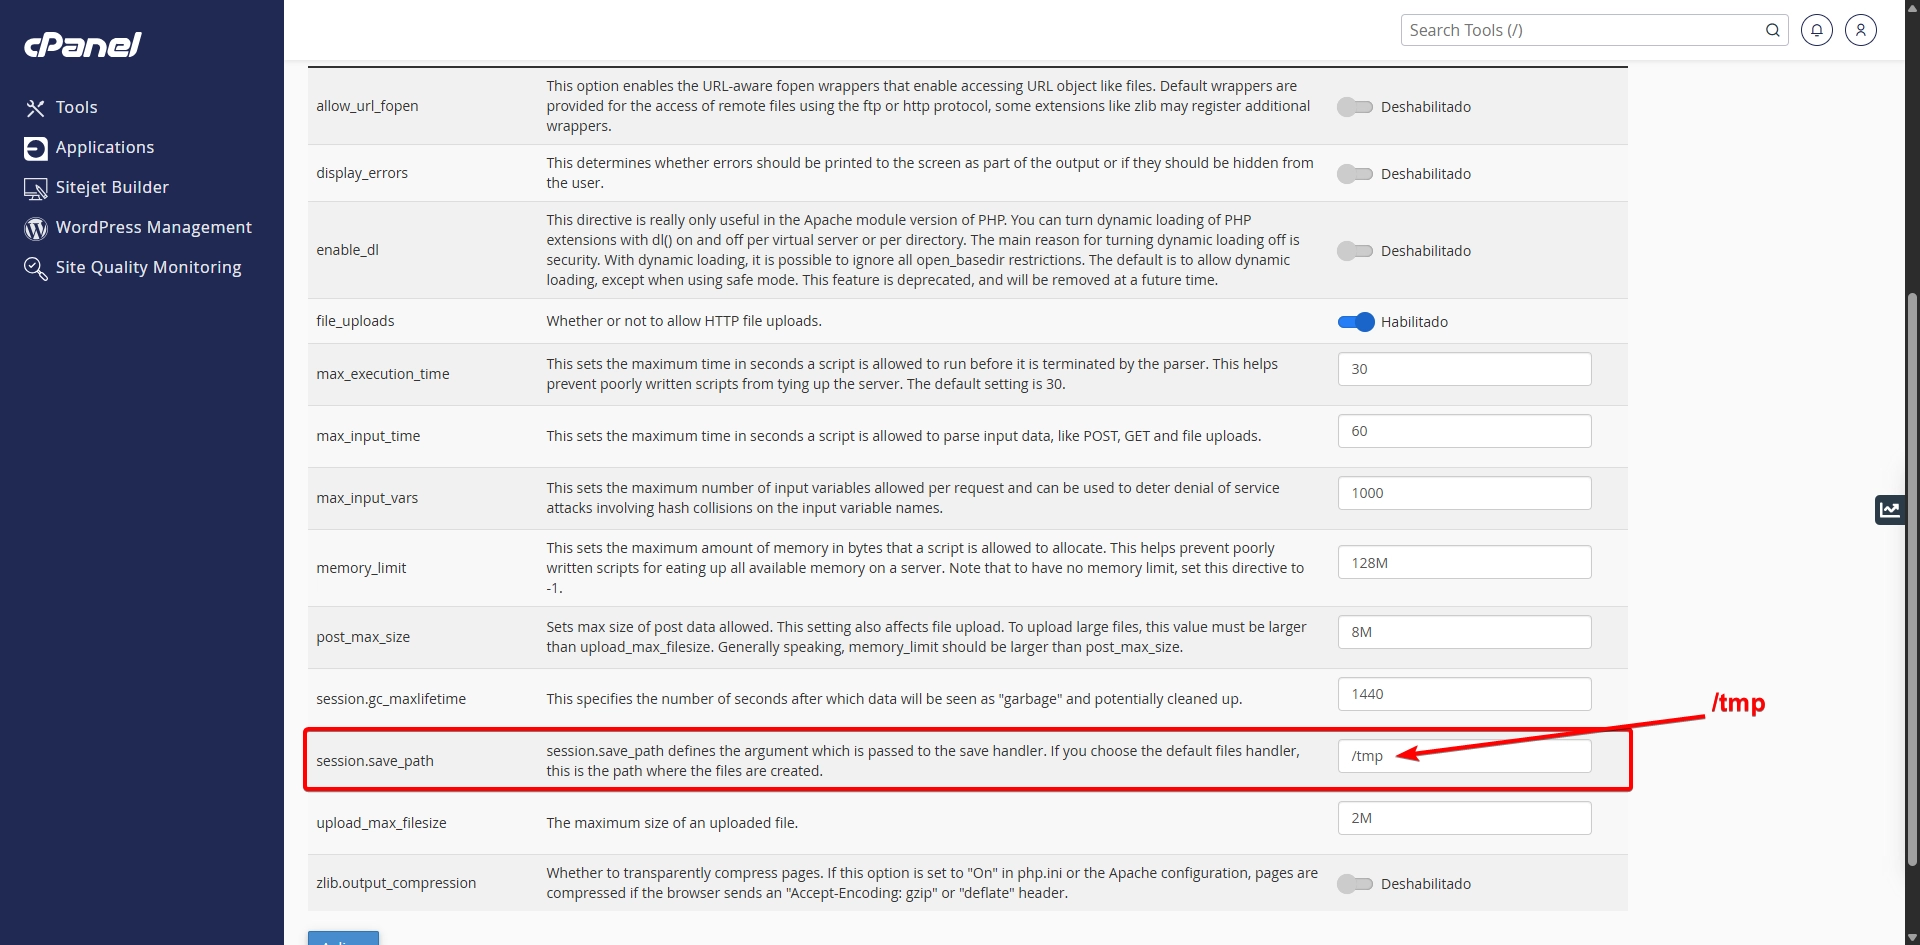 cPanel
Search Tools (/)
Tools
Applications
Sitejet Builder
WordPress Management
Site Quality Monitoring
allow_url_fopen
This option enables the URL-aware fopen wrappers that enable accessing URL object like files. Default wrappers are
provided for the access of remote files using the ftp or http protocol, some extensions like zlib may register additional
wrappers.
Deshabilitado
display_errors
This determines whether errors should be printed to the screen as part of the output or if they should be hidden from
the user.
Deshabilitado
enable_dl
This directive is really only useful in the Apache module version of PHP. You can turn dynamic loading of PHP
extensions with dl() on and off per virtual server or per directory. The main reason for turning dynamic loading off is
security. With dynamic loading, it is possible to ignore all open_basedir restrictions. The default is to allow dynamic
loading, except when using safe mode. This feature is deprecated, and will be removed at a future time.
Deshabilitado
file_uploads
Whether or not to allow HTTP file uploads.
Habilitado
max_execution_time
This sets the maximum time in seconds a script is allowed to run before it is terminated by the parser. This helps
prevent poorly written scripts from tying up the server. The default setting is 30.
30
max_input_time
This sets the maximum time in seconds a script is allowed to parse input data, like POST, GET and file uploads.
60
max_input_vars
This sets the maximum number of input variables allowed per request and can be used to deter denial of service
attacks involving hash collisions on the input variable names.
1000
memory_limit
This sets the maximum amount of memory in bytes that a script is allowed to allocate. This helps prevent poorly
written scripts for eating up all available memory on a server. Note that to have no memory limit, set this directive to
-1.
128M
post_max_size
Sets max size of post data allowed. This setting also affects file upload. To upload large files, this value must be larger
than upload_max_filesize. Generally speaking, memory_limit should be larger than post_max_size.
8M
session.gc_maxlifetime
This specifies the number of seconds after which data will be seen as "garbage" and potentially cleaned up.
1440
/tmp
session.save_path
session.save_path defines the argument which is passed to the save handler. If you choose the default files handler,
this is the path where the files are created.
/tmp
upload_max_filesize
The maximum size of an uploaded file.
2M
zlib.output_compression
Whether to transparently compress pages. If this option is set to "On" in php.ini or the Apache configuration, pages are
compressed if the browser sends an "Accept-Encoding: gzip" or "deflate" header.
Deshabilitado